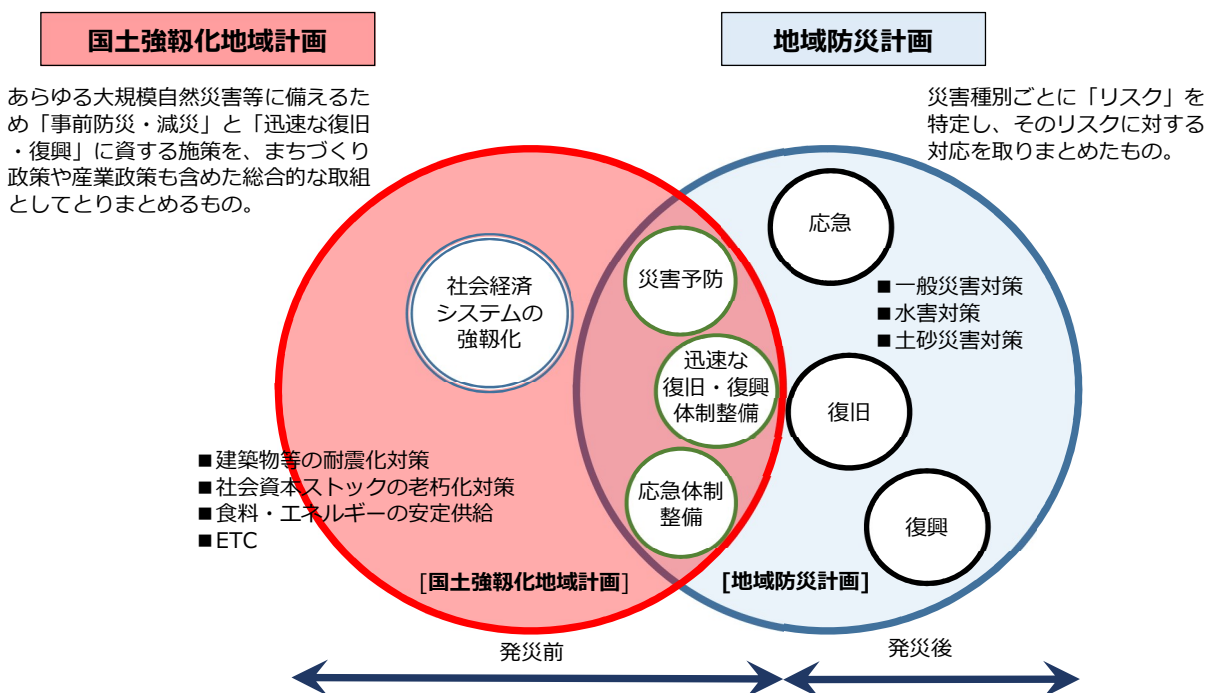 国土強靱化地域計画
地域防災計画
あらゆる大規模自然災害等に備えるた
め「事前防災・減災」と「迅速な復旧
・復興」に資する施策を、まちづくり
政策や産業政策も含めた総合的な取組
としてとりまとめるもの。
災害種別ごとに「リスク」を
特定し、そのリスクに対する
対応を取りまとめたもの。
社会経済
システムの
強靱化
災害予防
迅速な
復旧・復興
体制整備
応急体制
整備
応急
■一般災害対策
■水害対策
■土砂災害対策
復旧
復興
■建築物等の耐震化対策
■社会資本ストックの老朽化対策
■食料・エネルギーの安定供給
■ETC
[国土強靱化地域計画]
[地域防災計画]
発災前
発災後